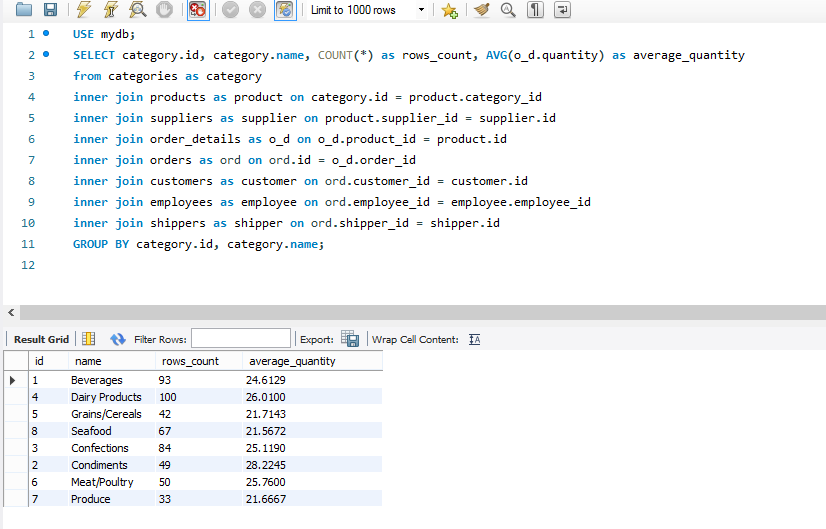 Limit to 1000 rows
1 USE mydb;
2 SELECT category.id, category.name, COUNT(*) as rows_count, AVG(o_d.quantity) as average_quantity
3 from categories as category
4 inner join products as product on category.id = product.category_id
5 inner join suppliers as supplier on product.supplier_id = supplier.id
6 inner join order_details as o_d on o_d.product_id = product.id
7 inner join orders as ord on ord.id = o_d.order_id
8 inner join customers as customer on ord.customer_id = customer.id
9 inner join employees as employee on ord.employee_id = employee.employee_id
10 inner join shippers as shipper on ord.shipper_id = shipper.id
11 GROUP BY category.id, category.name;
12
Result Grid Filter Rows: Export: Wrap Cell Content: IA
id name rows_count average_quantity
1 Beverages 93 24.6129
4 Dairy Products 100 26.0100
5 Grains/Cereals 42 21.7143
8 Seafood 67 21.5672
3 Confections 84 25.1190
2 Condiments 49 28.2245
6 Meat/Poultry 50 25.7600
7 Produce 33 21.6667